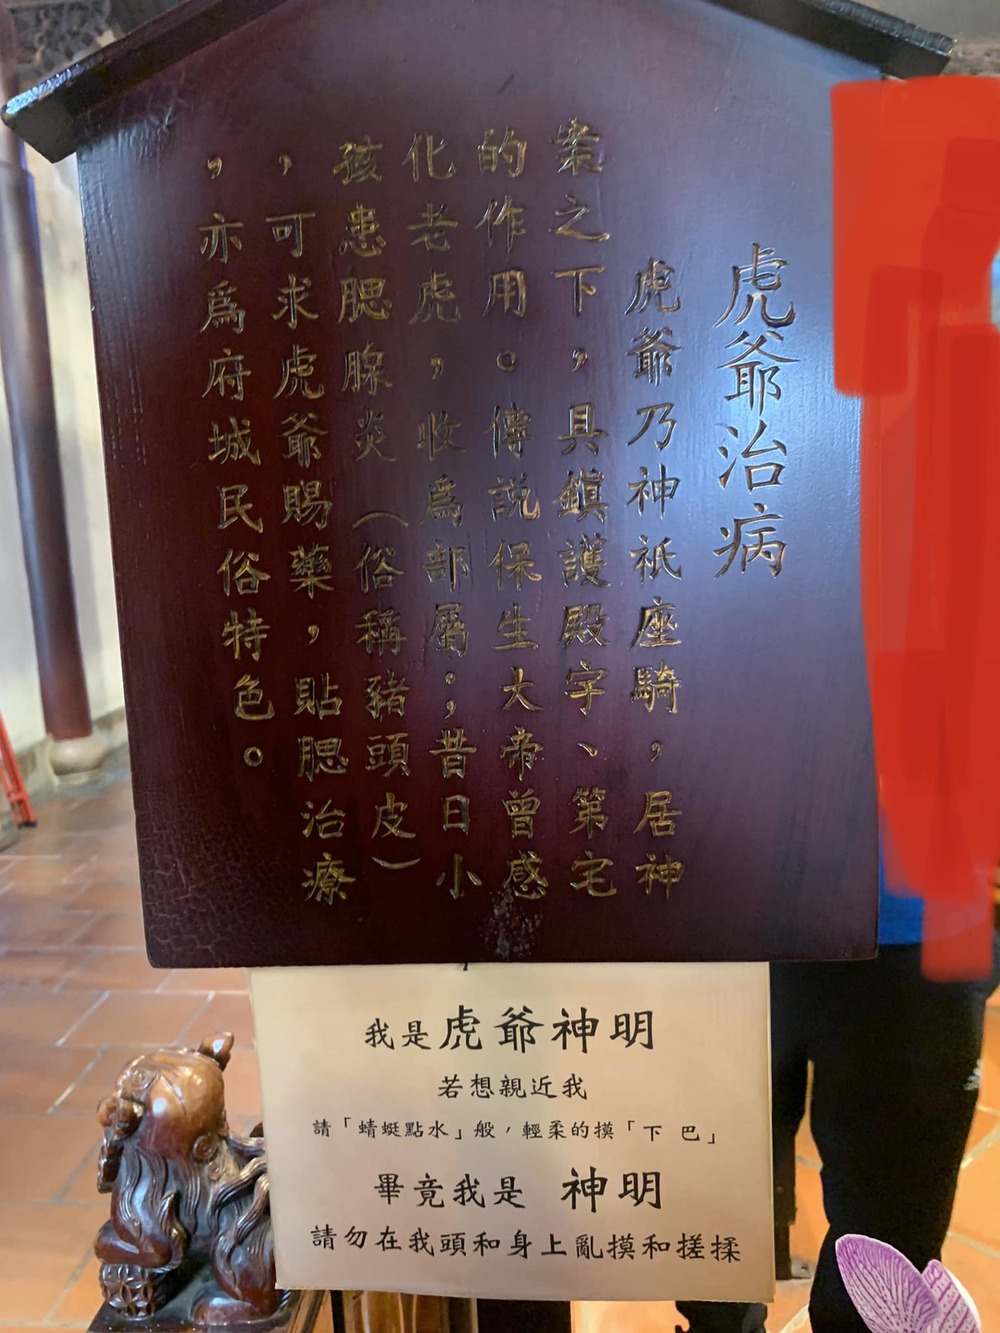 虎爺治病
虎爺乃神祇座騎，居神
案之下，具鎮護殿宇、第宅
的作用。傳說保生大帝曾感
化老虎，收為部屬；昔日小
孩患腮腺炎（俗稱豬頭皮）
，可求虎爺賜藥，貼腮治療
，亦為府城民俗特色。
我是虎爺神明
若想親近我
請「蜻蜓點水」般，輕柔的摸「下 巴」
畢竟我是 神明
請勿在我頭和身上亂摸和搓揉